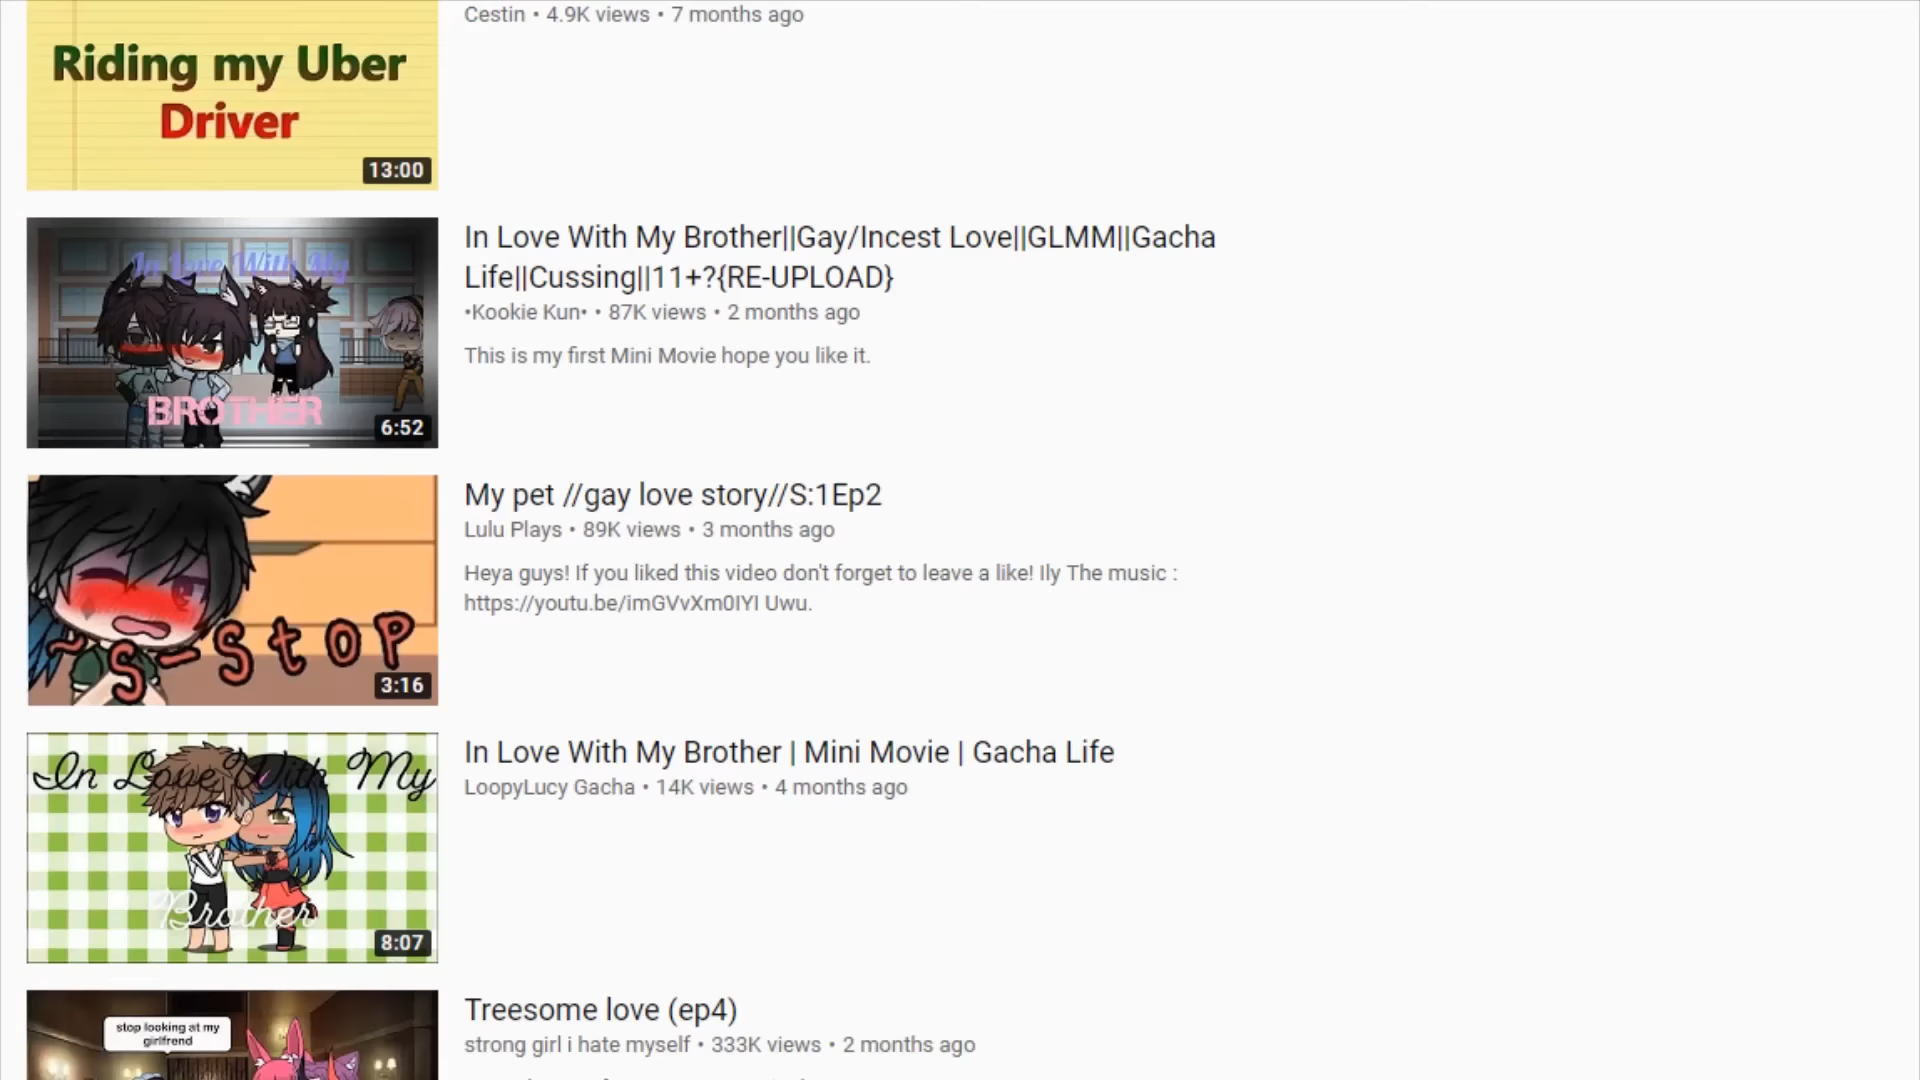 Cestin • 4.9K views • 7 months ago
Riding my Uber
Driver
13:00
In Love With My
BROTHER
6:52
In Love With My Brother||Gay/Incest Love||GLMM||Gacha
Life||Cussing||11+?{RE-UPLOAD}
•Kookie Kun• • 87K views • 2 months ago
This is my first Mini Movie hope you like it.
~S-StoP
3:16
My pet //gay love story//S:1Ep2
Lulu Plays • 89K views • 3 months ago
Heya guys! If you liked this video don't forget to leave a like! Ily The music :
https://youtu.be/imGVvXm0IYI Uwu.
In Love With My
Brother
8:07
In Love With My Brother | Mini Movie | Gacha Life
LoopyLucy Gacha • 14K views • 4 months ago
stop looking at my
girlfrend
Treesome love (ep4)
strong girl i hate myself • 333K views • 2 months ago